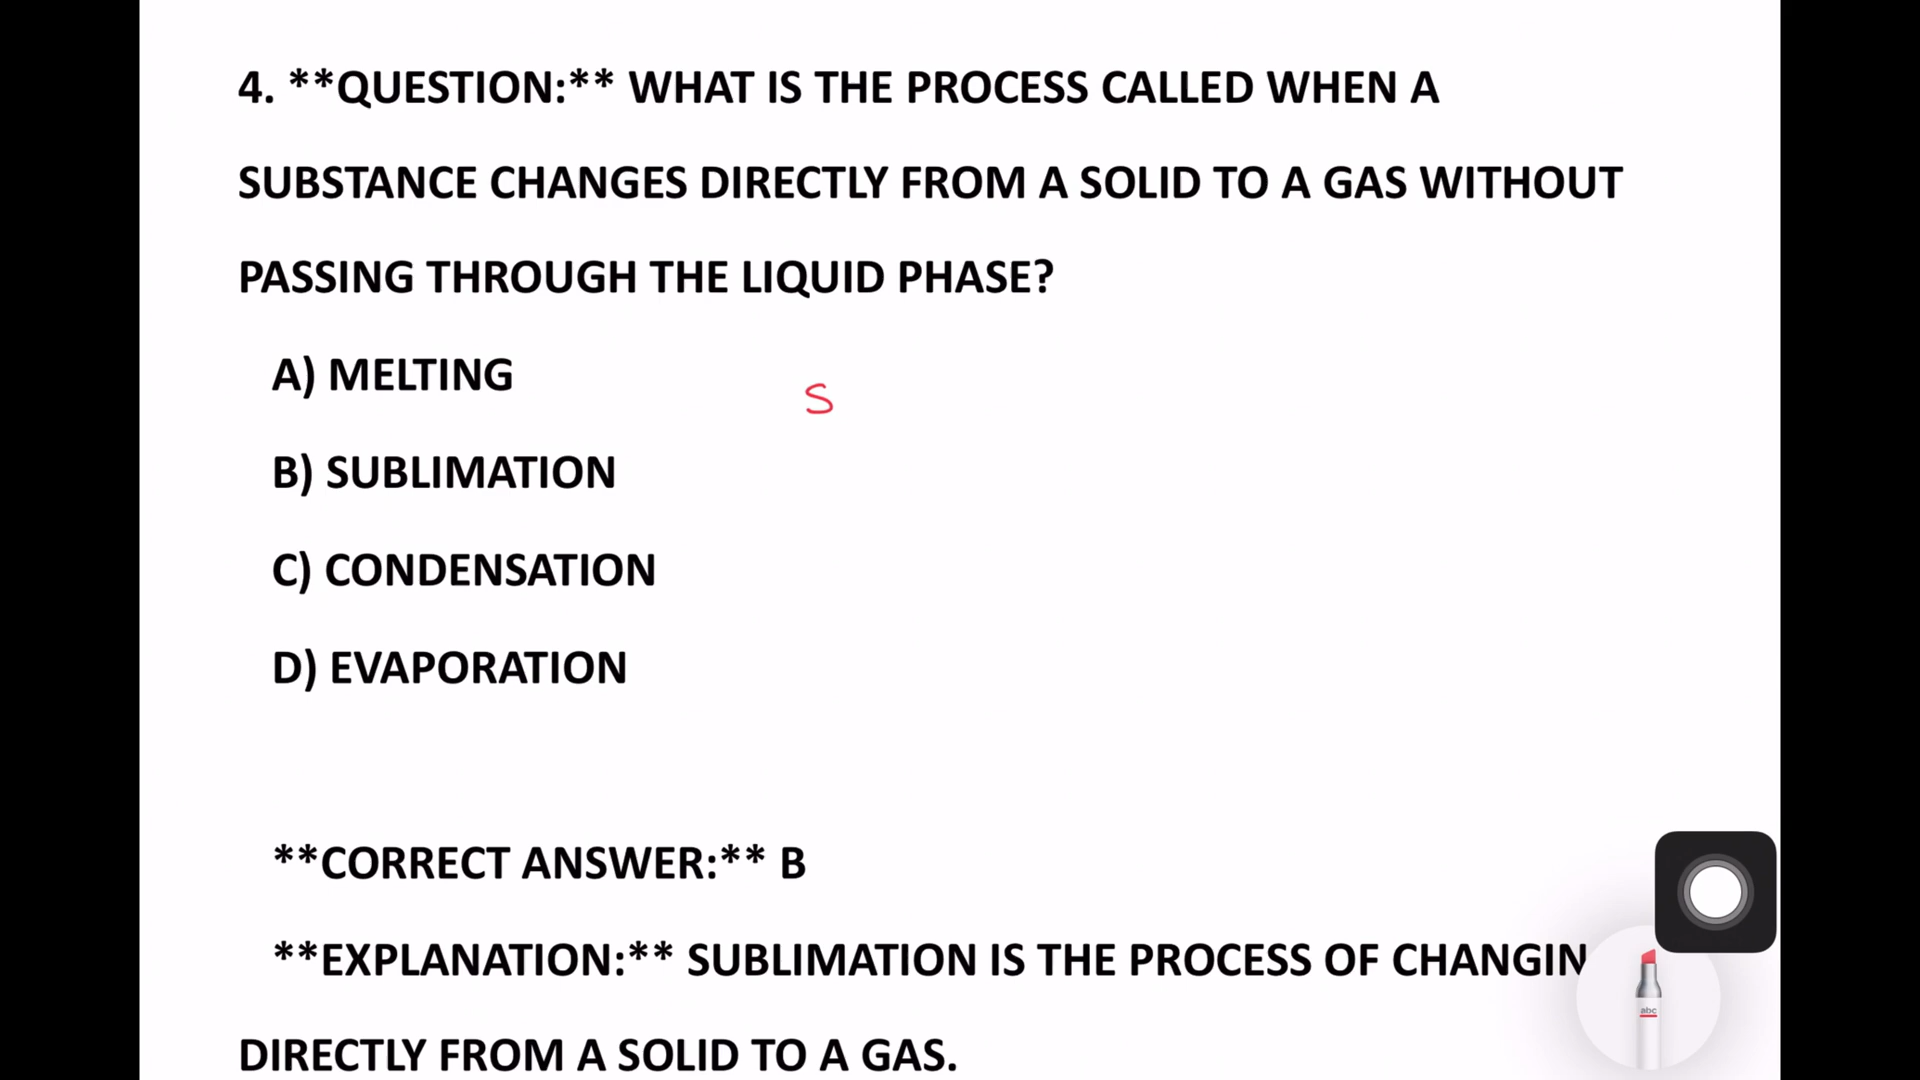 4. **QUESTION:** WHAT IS THE PROCESS CALLED WHEN A
SUBSTANCE CHANGES DIRECTLY FROM A SOLID TO A GAS WITHOUT
PASSING THROUGH THE LIQUID PHASE?
A) MELTING
S
B) SUBLIMATION
C) CONDENSATION
D) EVAPORATION
**CORRECT ANSWER:** B
**EXPLANATION:** SUBLIMATION IS THE PROCESS OF CHANGIN
abc
DIRECTLY FROM A SOLID TO A GAS.